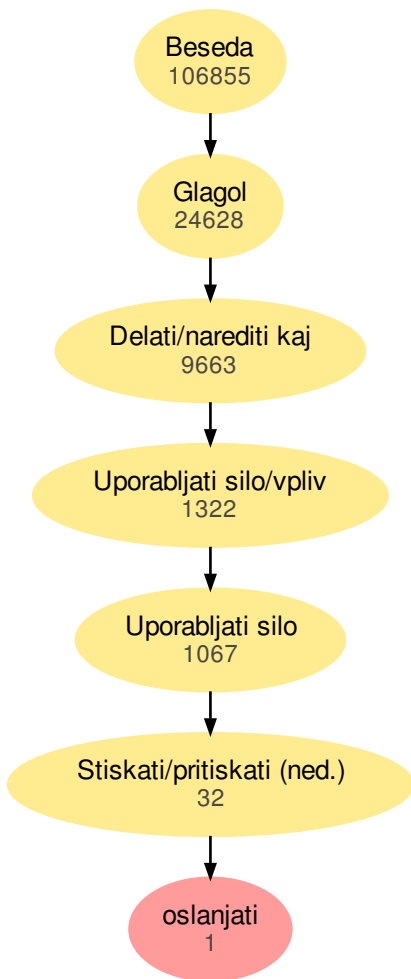 Beseda
106855
Glagol
24628
Delati/narediti kaj
9663
Uporabljati silo/vpliv
1322
Uporabljati silo
1067
Stiskati/pritiskati (ned.)
32
oslanjati
1